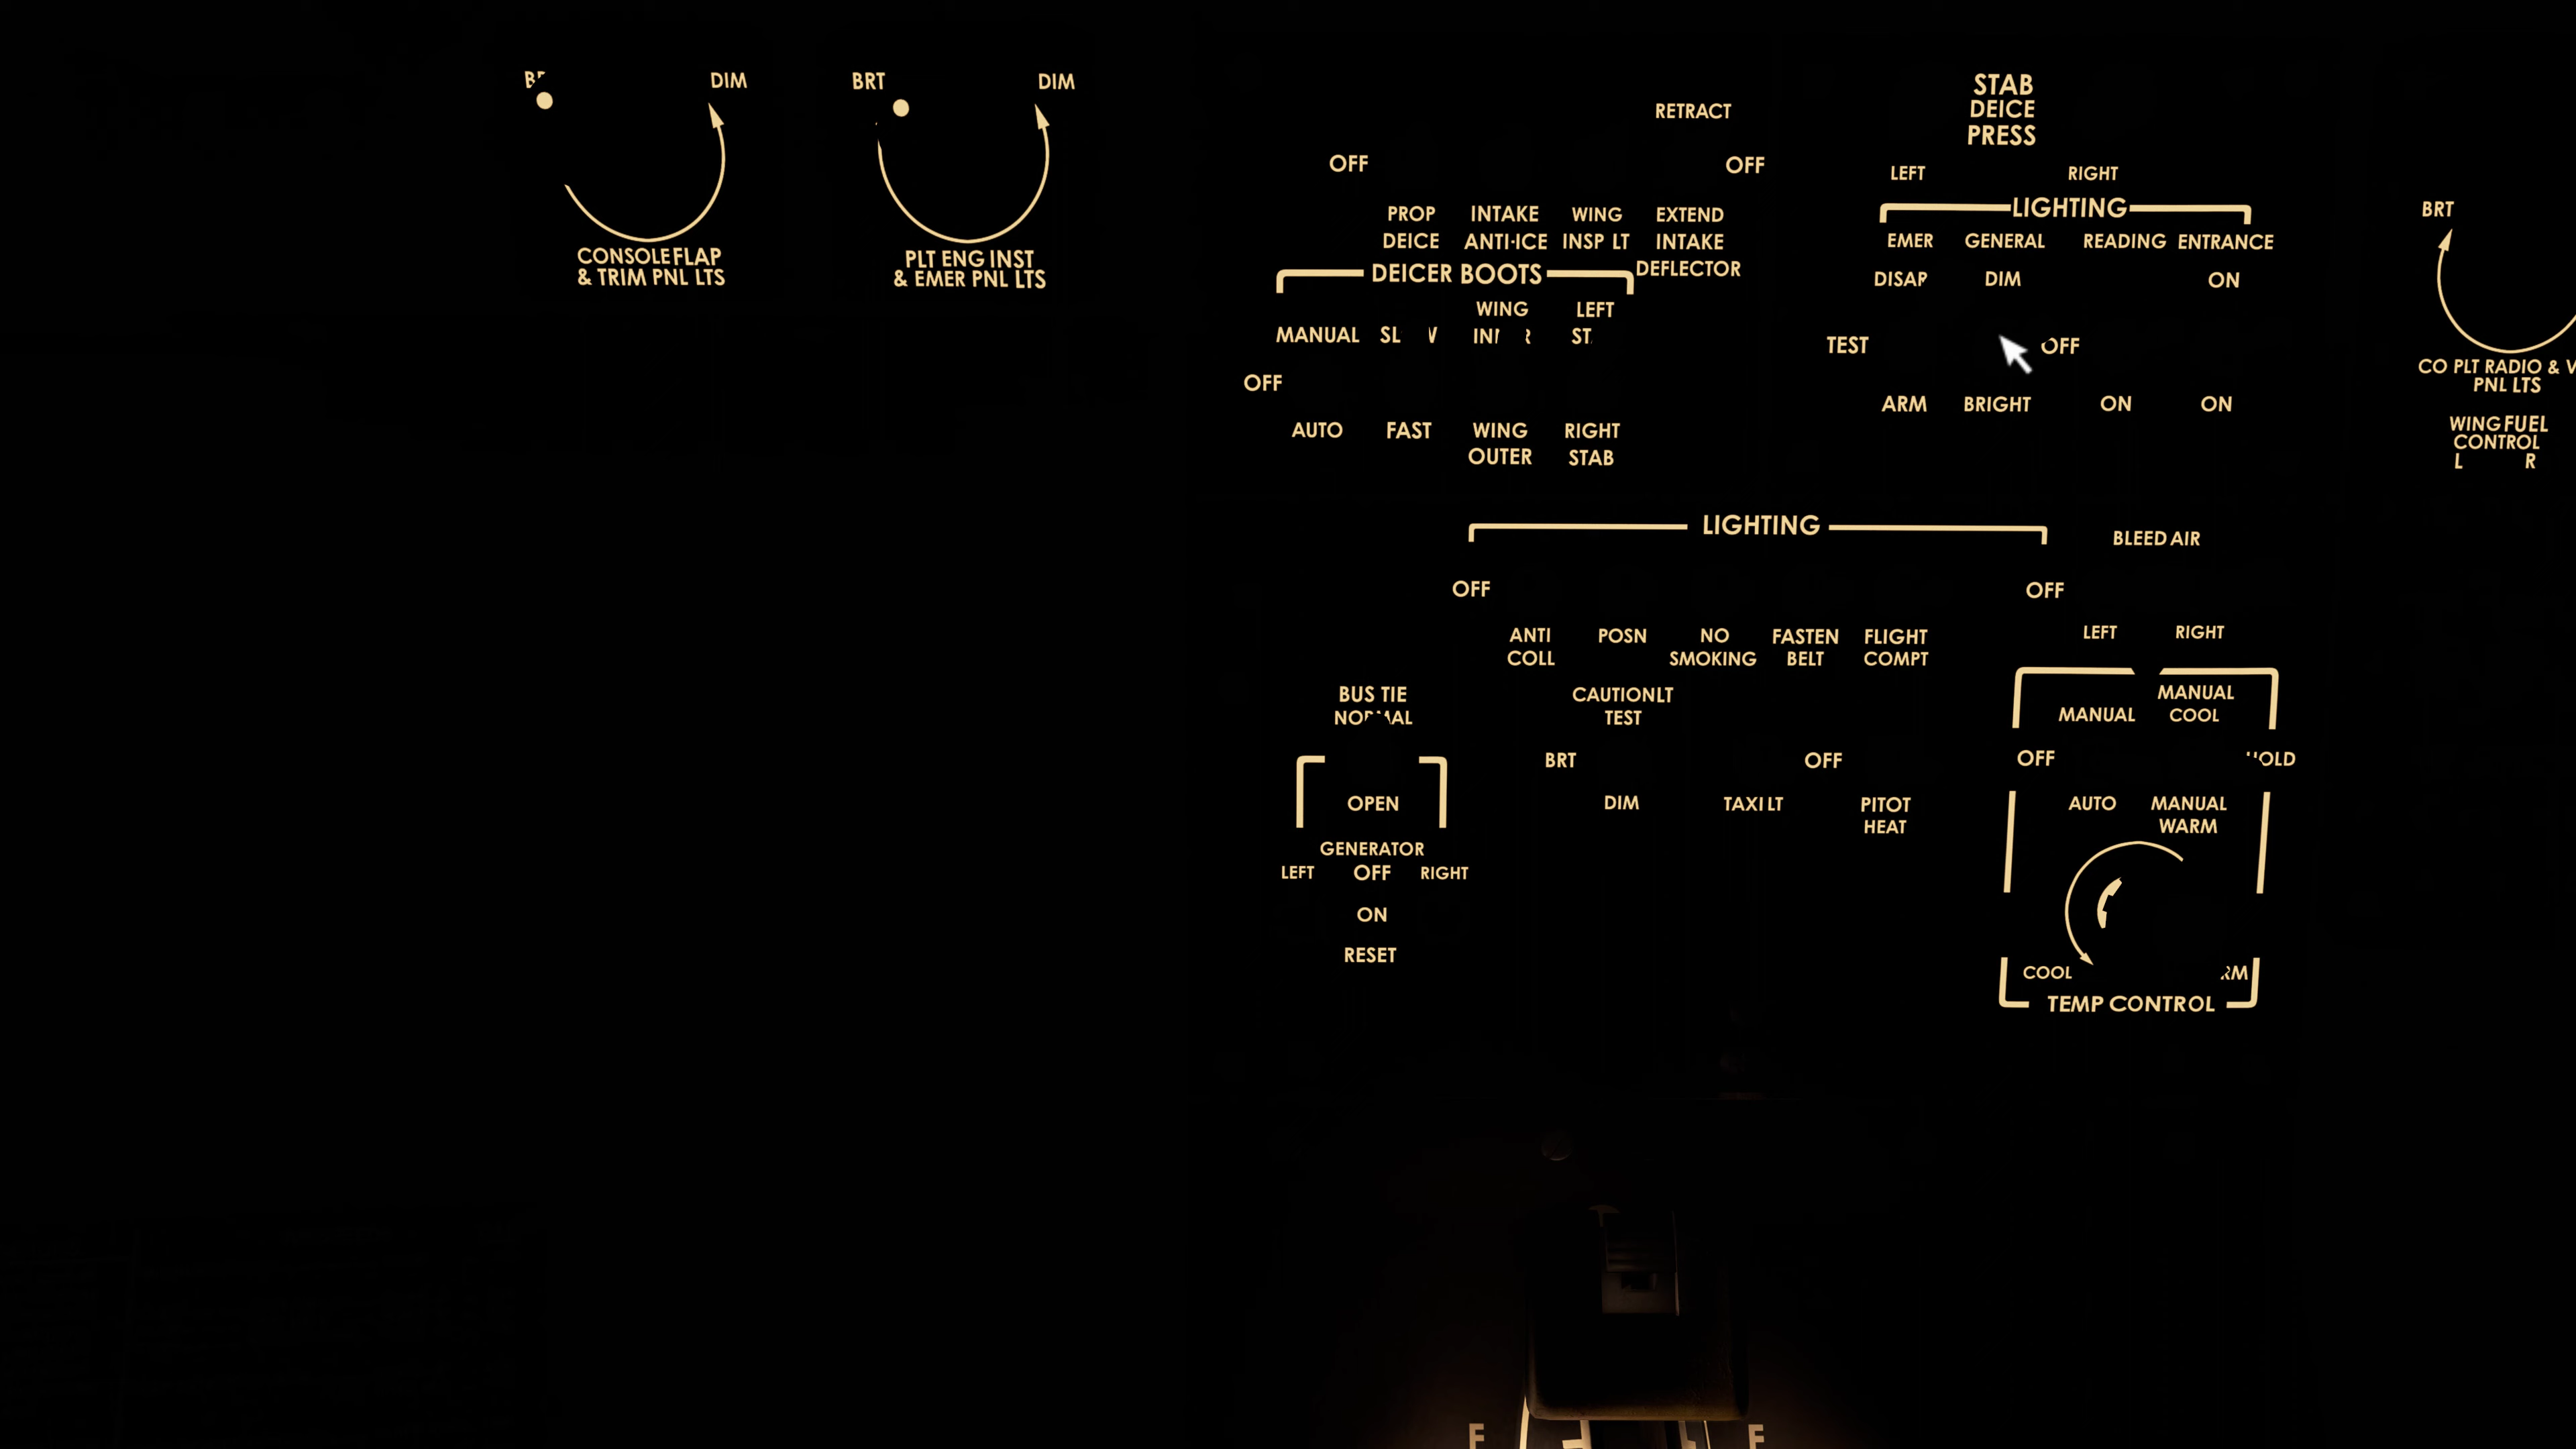 BRT DIM
CONSOLE FLAP
& TRIM PNL LTS
PLT ENG INST
& EMER PNL LTS
RETRACT
OFF OFF
PROP INTAKE WING EXTEND
DEICE ANTI-ICE INSP LT INTAKE
DEFLECTOR
DEICER BOOTS
WING LEFT
MANUAL
OFF
AUTO FAST WING RIGHT
OUTER STAB
STAB
DEICE
PRESS
LEFT RIGHT
LIGHTING
EMER GENERAL READING ENTRANCE
DIM ON
TEST OFF
ARM BRIGHT ON ON
BRT
CO PLT RADIO &
PNL LTS
WING FUEL
CONTROL
L R
LIGHTING
OFF
ANTI POSN NO FASTEN FLIGHT
COLL SMOKING BELT COMPT
CAUTION LT
TEST
BRT OFF
DIM TAXI LT PITOT
HEAT
BUS TIE
NORMAL
OPEN
GENERATOR
LEFT OFF RIGHT
ON
RESET
BLEED AIR
OFF
LEFT RIGHT
MANUAL
MANUAL COOL
OFF
AUTO MANUAL
WARM
COOL
TEMP CONTROL
F F